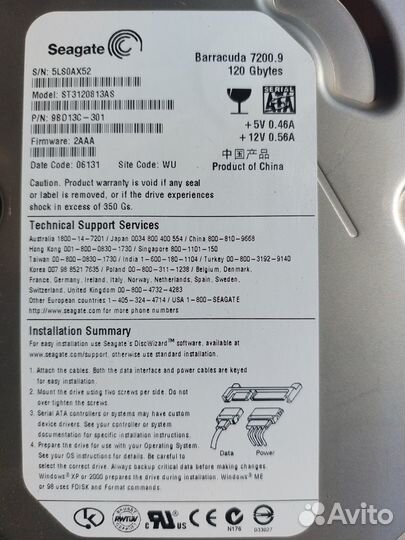 Seagate
Barracuda 7200.9
120 Gbytes
S/N: 5LS0AX52
Model: ST3120813AS
SERIAL
SATA
P/N: 9BD13C-301
+5V 0.46A
+12V 0.56A
Firmware: 2AAA
中国产品
Product of China
Date Code: 06131 Site Code: WU
Caution: Product warranty is void if any seal
or label is removed, or if the drive experiences
shock in excess of 350 Gs.
Technical Support Services
Australia 1800-14-7201 / Japan 0034 800 400 554 / China 800-810-9668
Hong Kong 001-800-0830-1730 / Singapore 800-1101-150
Taiwan 00-800-0830-1730/ India 1-600-180-1104 / Turkey 00-800-3192-9140
Korea 007 98 8521 7635 / Poland 00-800-311-1238 / Belgium, Denmark,
France, Germany, Ireland, Italy, Norway, Netherlands, Spain, Sweden,
Switzerland, United Kingdom 00-800-4732-4283
Other European countries 1-405-324-4714 / USA 1-800-SEAGATE
http://www.seagate.com for more phone numbers
Installation Summary
For easy installation use Seagate's DiscWizard™ software, available at
www.seagate.com/support, otherwise use standard installation.
1. Attach the cables. Both the data interface and power cables are keyed
for easy installation.
2. Mount the drive using two screws per side. Do not
over tighten the screws.
3. Serial ATA controllers or systems may have custom
device drivers. See your controller or system
documentation for specific installation instructions.
4. Prepare the drive for use with your Operating System.
See your OS instructions for details. Be careful to
select the correct drive. Always backup critical data before making changes.
Windows® XP or 2000 prepares the drive during installation. Windows® ME
or 98 uses FDISK and Format commands.
Data Power
RWTÜV
UL
US
CE
N176
D33027
Avito